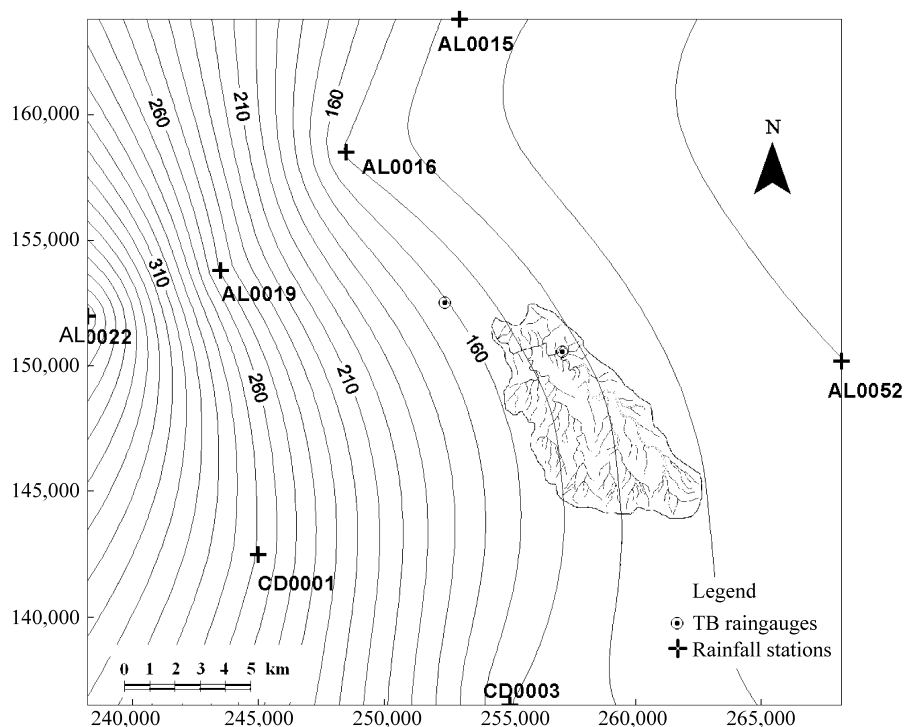 AL0015
160,000
260
210
160
AL0016
N
155,000
310
AL0019
AL0022
150,000
160
260
210
AL0052
145,000
CD0001
140,000
Legend
TB raingauges
Rainfall stations
0 1 2 3 4 5 km
CD0003
240,000 245,000 250,000 255,000 260,000 265,000